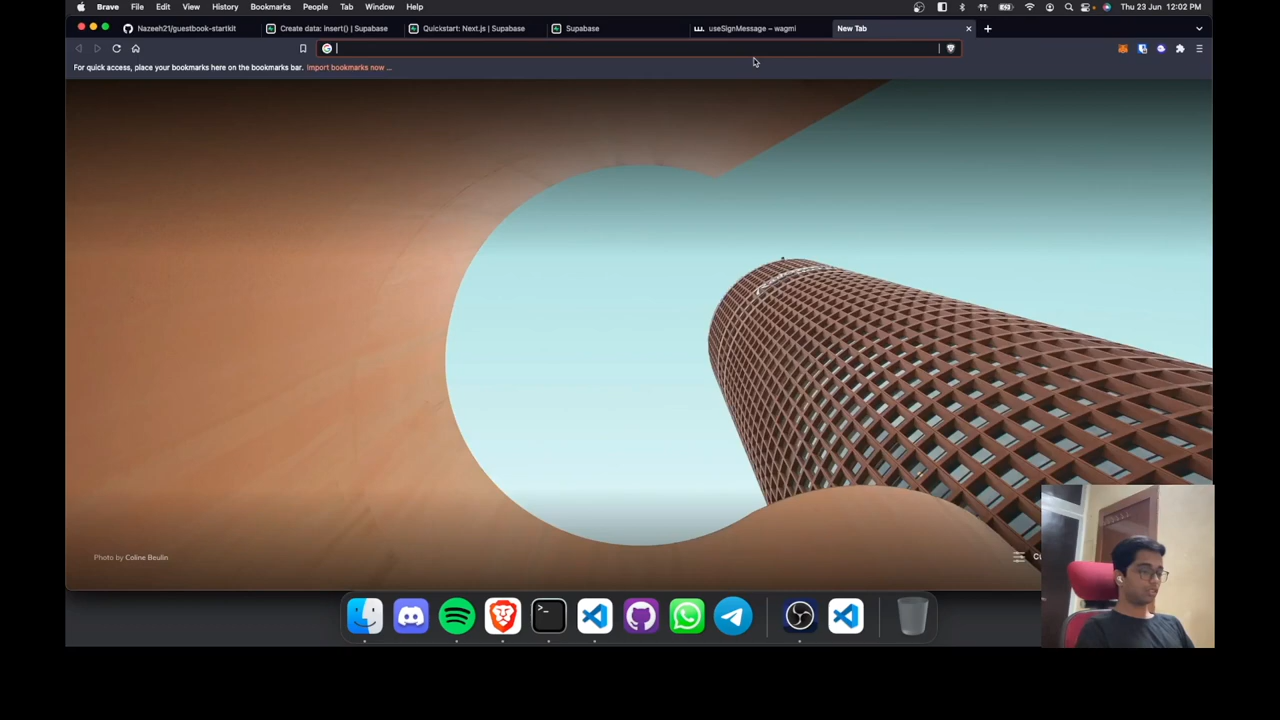 Brave File Edit View History Bookmarks People Tab Window Help Thu 23 Jun 12:02 PM
Nazeeh21/guestbook-startkit Create data: insert() | Supabase Quickstart: Next.js | Supabase Supabase useSignMessage – wagmi New Tab
For quick access, place your bookmarks here on the bookmarks bar. Import bookmarks now ...
Photo by Coline Beulin